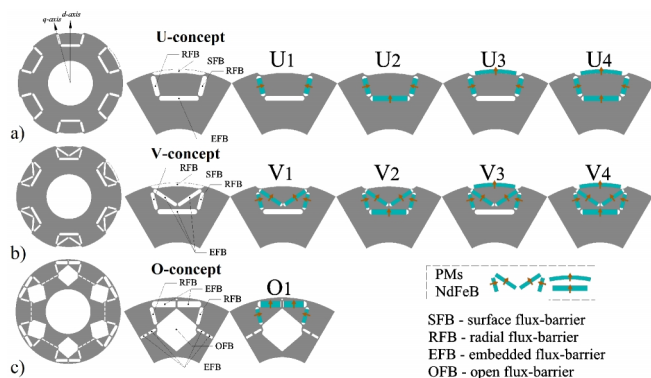 q-axis d-axis
U-concept
RFB SFB
RFB
EFB
U1 U2 U3 U4
a)
V-concept
RFB SFB
RFB
EFB
V1 V2 V3 V4
b)
O-concept
EFB
RFB RFB
OFB
EFB
O1
c)
PMs
NdFeB
SFB - surface flux-barrier
RFB - radial flux-barrier
EFB - embedded flux-barrier
OFB - open flux-barrier